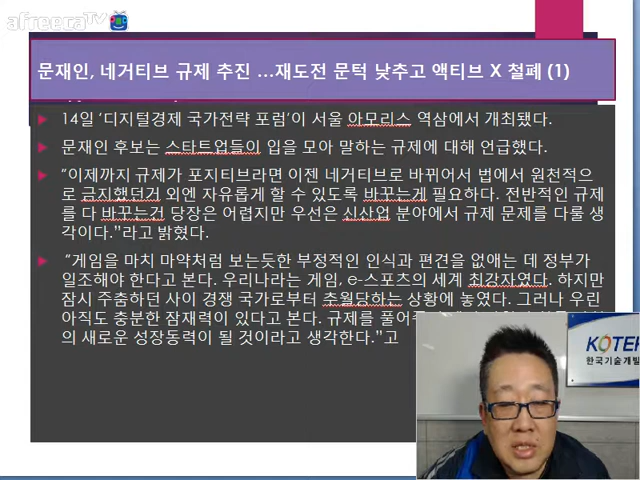 afreecaTV
문재인, 네거티브 규제 추진 ...재도전 문턱 낮추고 액티브 X 철폐 (1)
14일 '디지털경제 국가전략 포럼'이 서울 아모리스 역삼에서 개최됐다.
문재인 후보는 스타트업들이 입을 모아 말하는 규제에 대해 언급했다.
"이제까지 규제가 포지티브라면 이젠 네거티브로 바뀌어서 법에서 원천적으
로 금지했던거 외엔 자유롭게 할 수 있도록 바꾸는게 필요하다. 전반적인 규제
를 다 바꾸는건 당장은 어렵지만 우선은 신산업 분야에서 규제 문제를 다룰 생
각이다."라고 밝혔다.
"게임을 마치 마약처럼 보는듯한 부정적인 인식과 편견을 없애는 데 정부가
일조해야 한다고 본다. 우리나라는 게임, e-스포츠의 세계 최강자였다. 하지만
잠시 주춤하던 사이 경쟁 국가로부터 초월당하는 상황에 놓였다. 그러나 우린
아직도 충분한 잠재력이 있다고 본다. 규제를 풀어
의 새로운 성장동력이 될 것이라고 생각한다."고
KOTE
한국기술개발